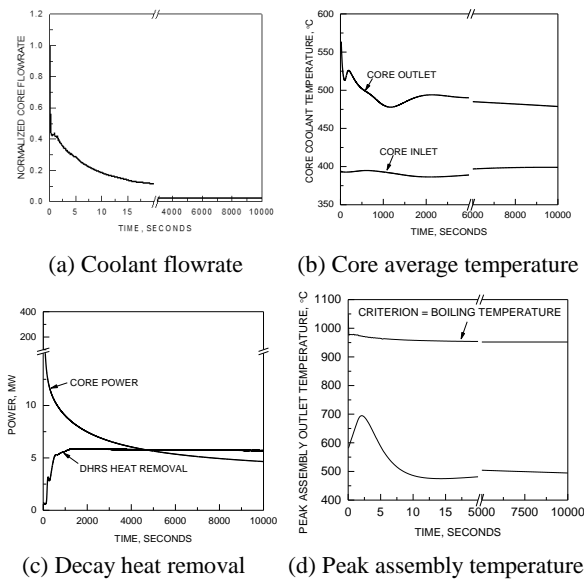 1.2
1.0
0.8
0.6
0.4
0.2
0.0
NORMALIZED CORE FLOWRATE
0 5 10 15 4000 6000 8000 10000
TIME, SECONDS
(a) Coolant flowrate
600
550
500
450
400
350
CORE COOLANT TEMPERATURE, °C
CORE OUTLET
CORE INLET
0 1000 2000 6000 8000 10000
TIME, SECONDS
(b) Core average temperature
400
200
10
5
0
POWER, MW
CORE POWER
DHRS HEAT REMOVAL
0 2000 4000 6000 8000 10000
TIME, SECONDS
(c) Decay heat removal
1100
1000
900
800
700
600
500
400
PEAK ASSEMBLY OUTLET TEMPERATURE, °C
CRITERION = BOILING TEMPERATURE
0 5 10 15 5000 7500 10000
TIME, SECONDS
(d) Peak assembly temperature